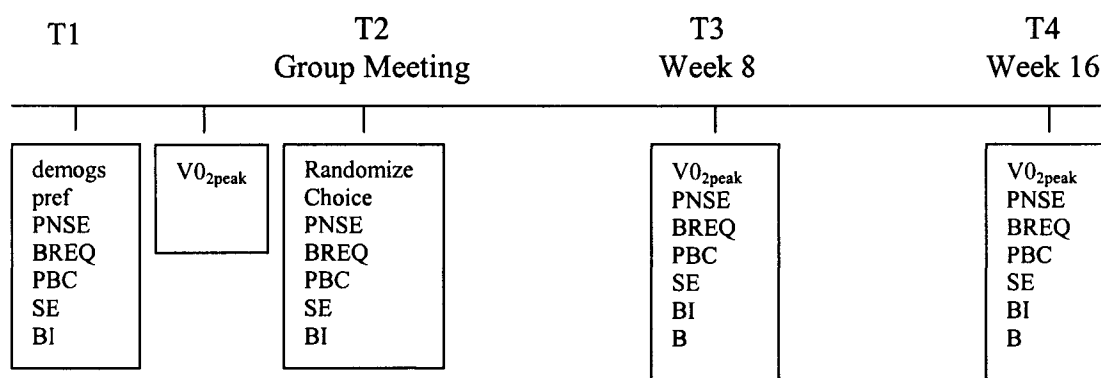 T1
T2
Group Meeting
T3
Week 8
T4
Week 16
demogs
pref
PNSE
BREQ
PBC
SE
BI
V0₂peak
Randomize
Choice
PNSE
BREQ
PBC
SE
BI
V0₂peak
PNSE
BREQ
PBC
SE
BI
B
V0₂peak
PNSE
BREQ
PBC
SE
BI
B